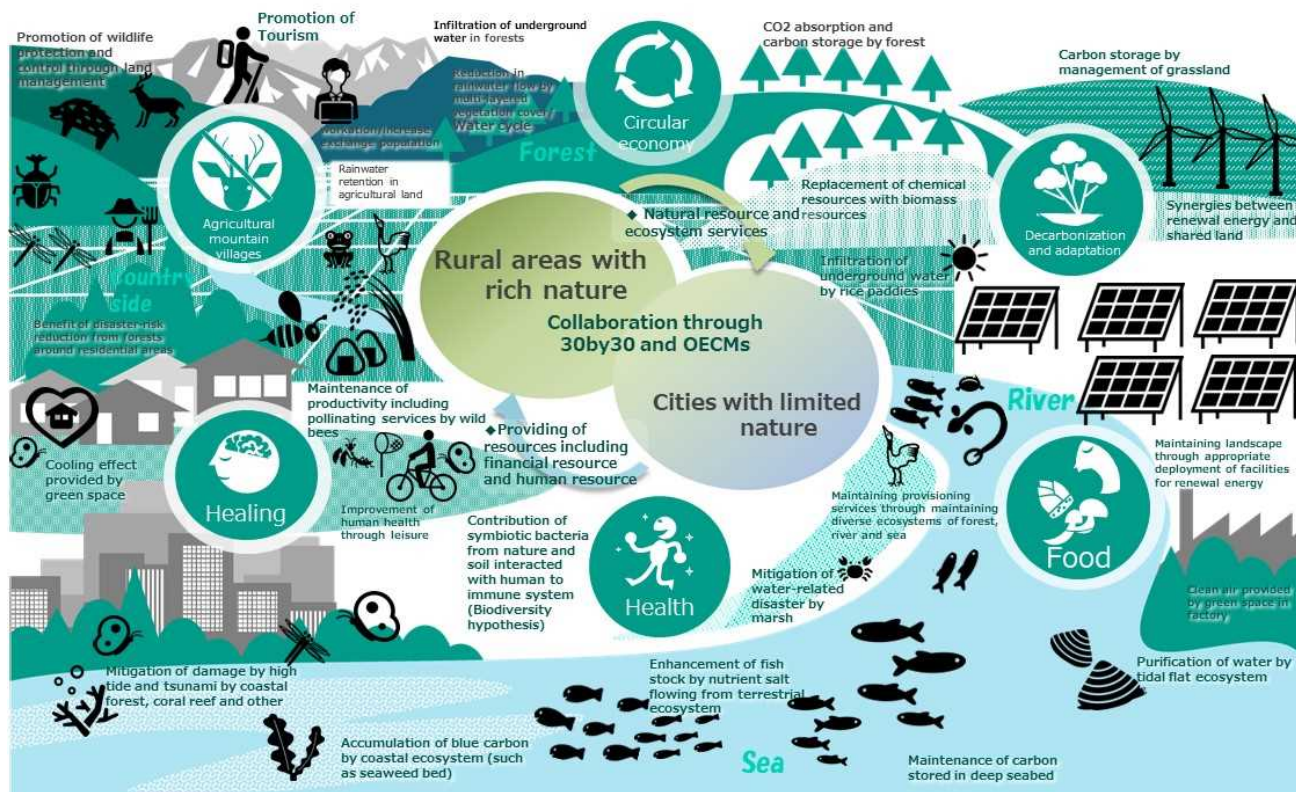 Promotion of wildlife
protection and
control through land
management
Promotion of
Tourism
Infiltration of underground
water in forests
Reduction in
rainwater flow by
multi-layered
vegetation cover/
Water cycle
Workation/increase
exchange population
Rainwater
retention in
agricultural land
Forest
Circular
economy
CO2 absorption and
carbon storage by forest
Carbon storage by
management of grassland
Agricultural
mountain
villages
Replacement of chemical
resources with biomass
resources
Decarbonization
and adaptation
Synergies between
renewal energy and
shared land
◆ Natural resource and
ecosystem services
Infiltration of
underground water
by rice paddies
Country
side
Benefit of disaster-risk
reduction from forests
around residential areas
Rural areas with
rich nature
Collaboration through
30by30 and OECMs
Cities with limited
nature
River
Maintenance of
productivity including
pollinating services by wild
bees
◆Providing of
resources including
financial resource
and human resource
Cooling effect
provided by
green space
Healing
Improvement of
human health
through leisure
Contribution of
symbiotic bacteria
from nature and
soil interacted
with human to
immune system
(Biodiversity
hypothesis)
Health
Maintaining provisioning
services through maintaining
diverse ecosystems of forest,
river and sea
Mitigation of
water-related
disaster by
marsh
Food
Maintaining landscape
through appropriate
deployment of facilities
for renewal energy
Clean air provided
by green space in
factory
Purification of water by
tidal flat ecosystem
Mitigation of damage by high
tide and tsunami by coastal
forest, coral reef and other
Enhancement of fish
stock by nutrient salt
flowing from terrestrial
ecosystem
Accumulation of blue carbon
by coastal ecosystem (such
as seaweed bed)
Sea
Maintenance of carbon
stored in deep seabed